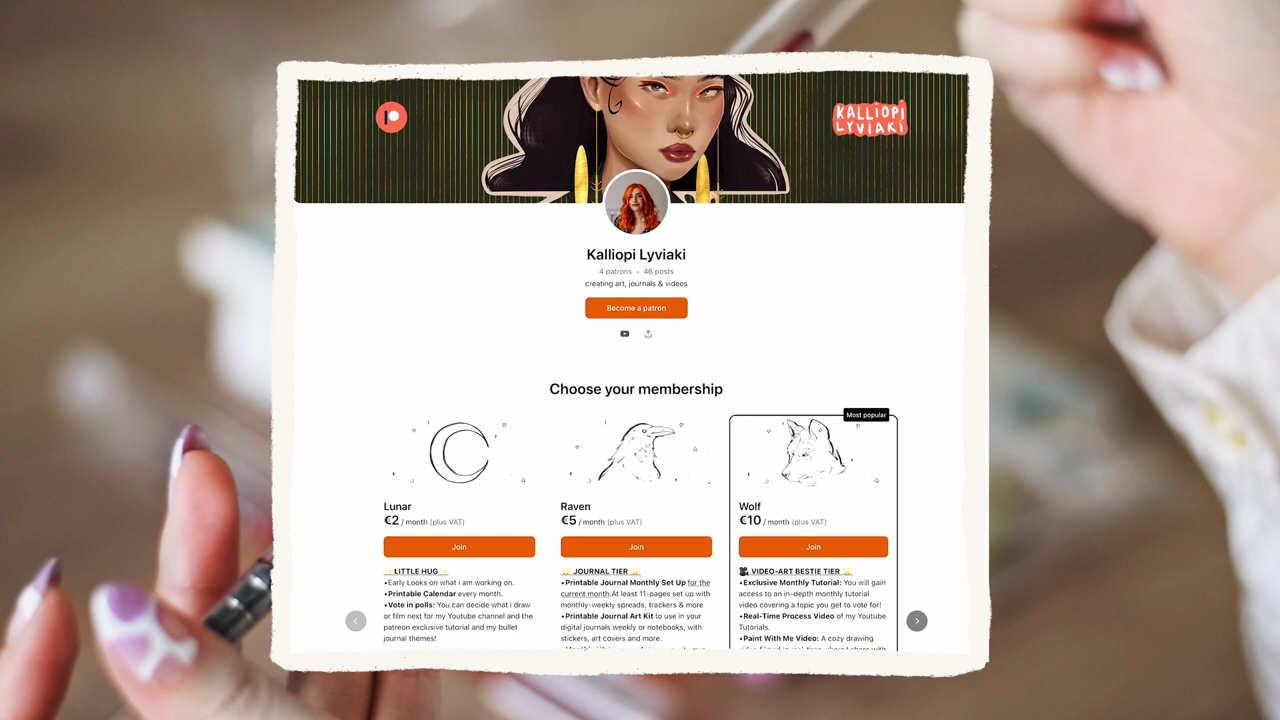 KALLIOPI
LYVIAKI
Kalliopi Lyviaki
4 patrons • 46 posts
creating art, journals & videos
Become a patron
Choose your membership
Most popular
Lunar
€2 / month (plus VAT)
Join
✨LITTLE HUG✨
•Early Looks on what i am working on.
•Printable Calendar every month.
•Vote in polls: You can decide what i draw
or film next for my Youtube channel and the
patreon exclusive tutorial and my bullet
journal themes!
Raven
€5 / month (plus VAT)
Join
JOURNAL TIER
•Printable Journal Monthly Set Up for the
current month.At least 11-pages set up with
monthly-weekly spreads, trackers & more
•Printable Journal Art Kit to use in your
digital journals weekly or notebooks, with
stickers, art covers and more.
Wolf
€10 / month (plus VAT)
Join
VIDEO-ART BESTIE TIER
•Exclusive Monthly Tutorial: You will gain
access to an in-depth monthly tutorial
video covering a topic you get to vote for!
•Real-Time Process Video of my Youtube
Tutorials.
•Paint With Me Video: A cozy drawing